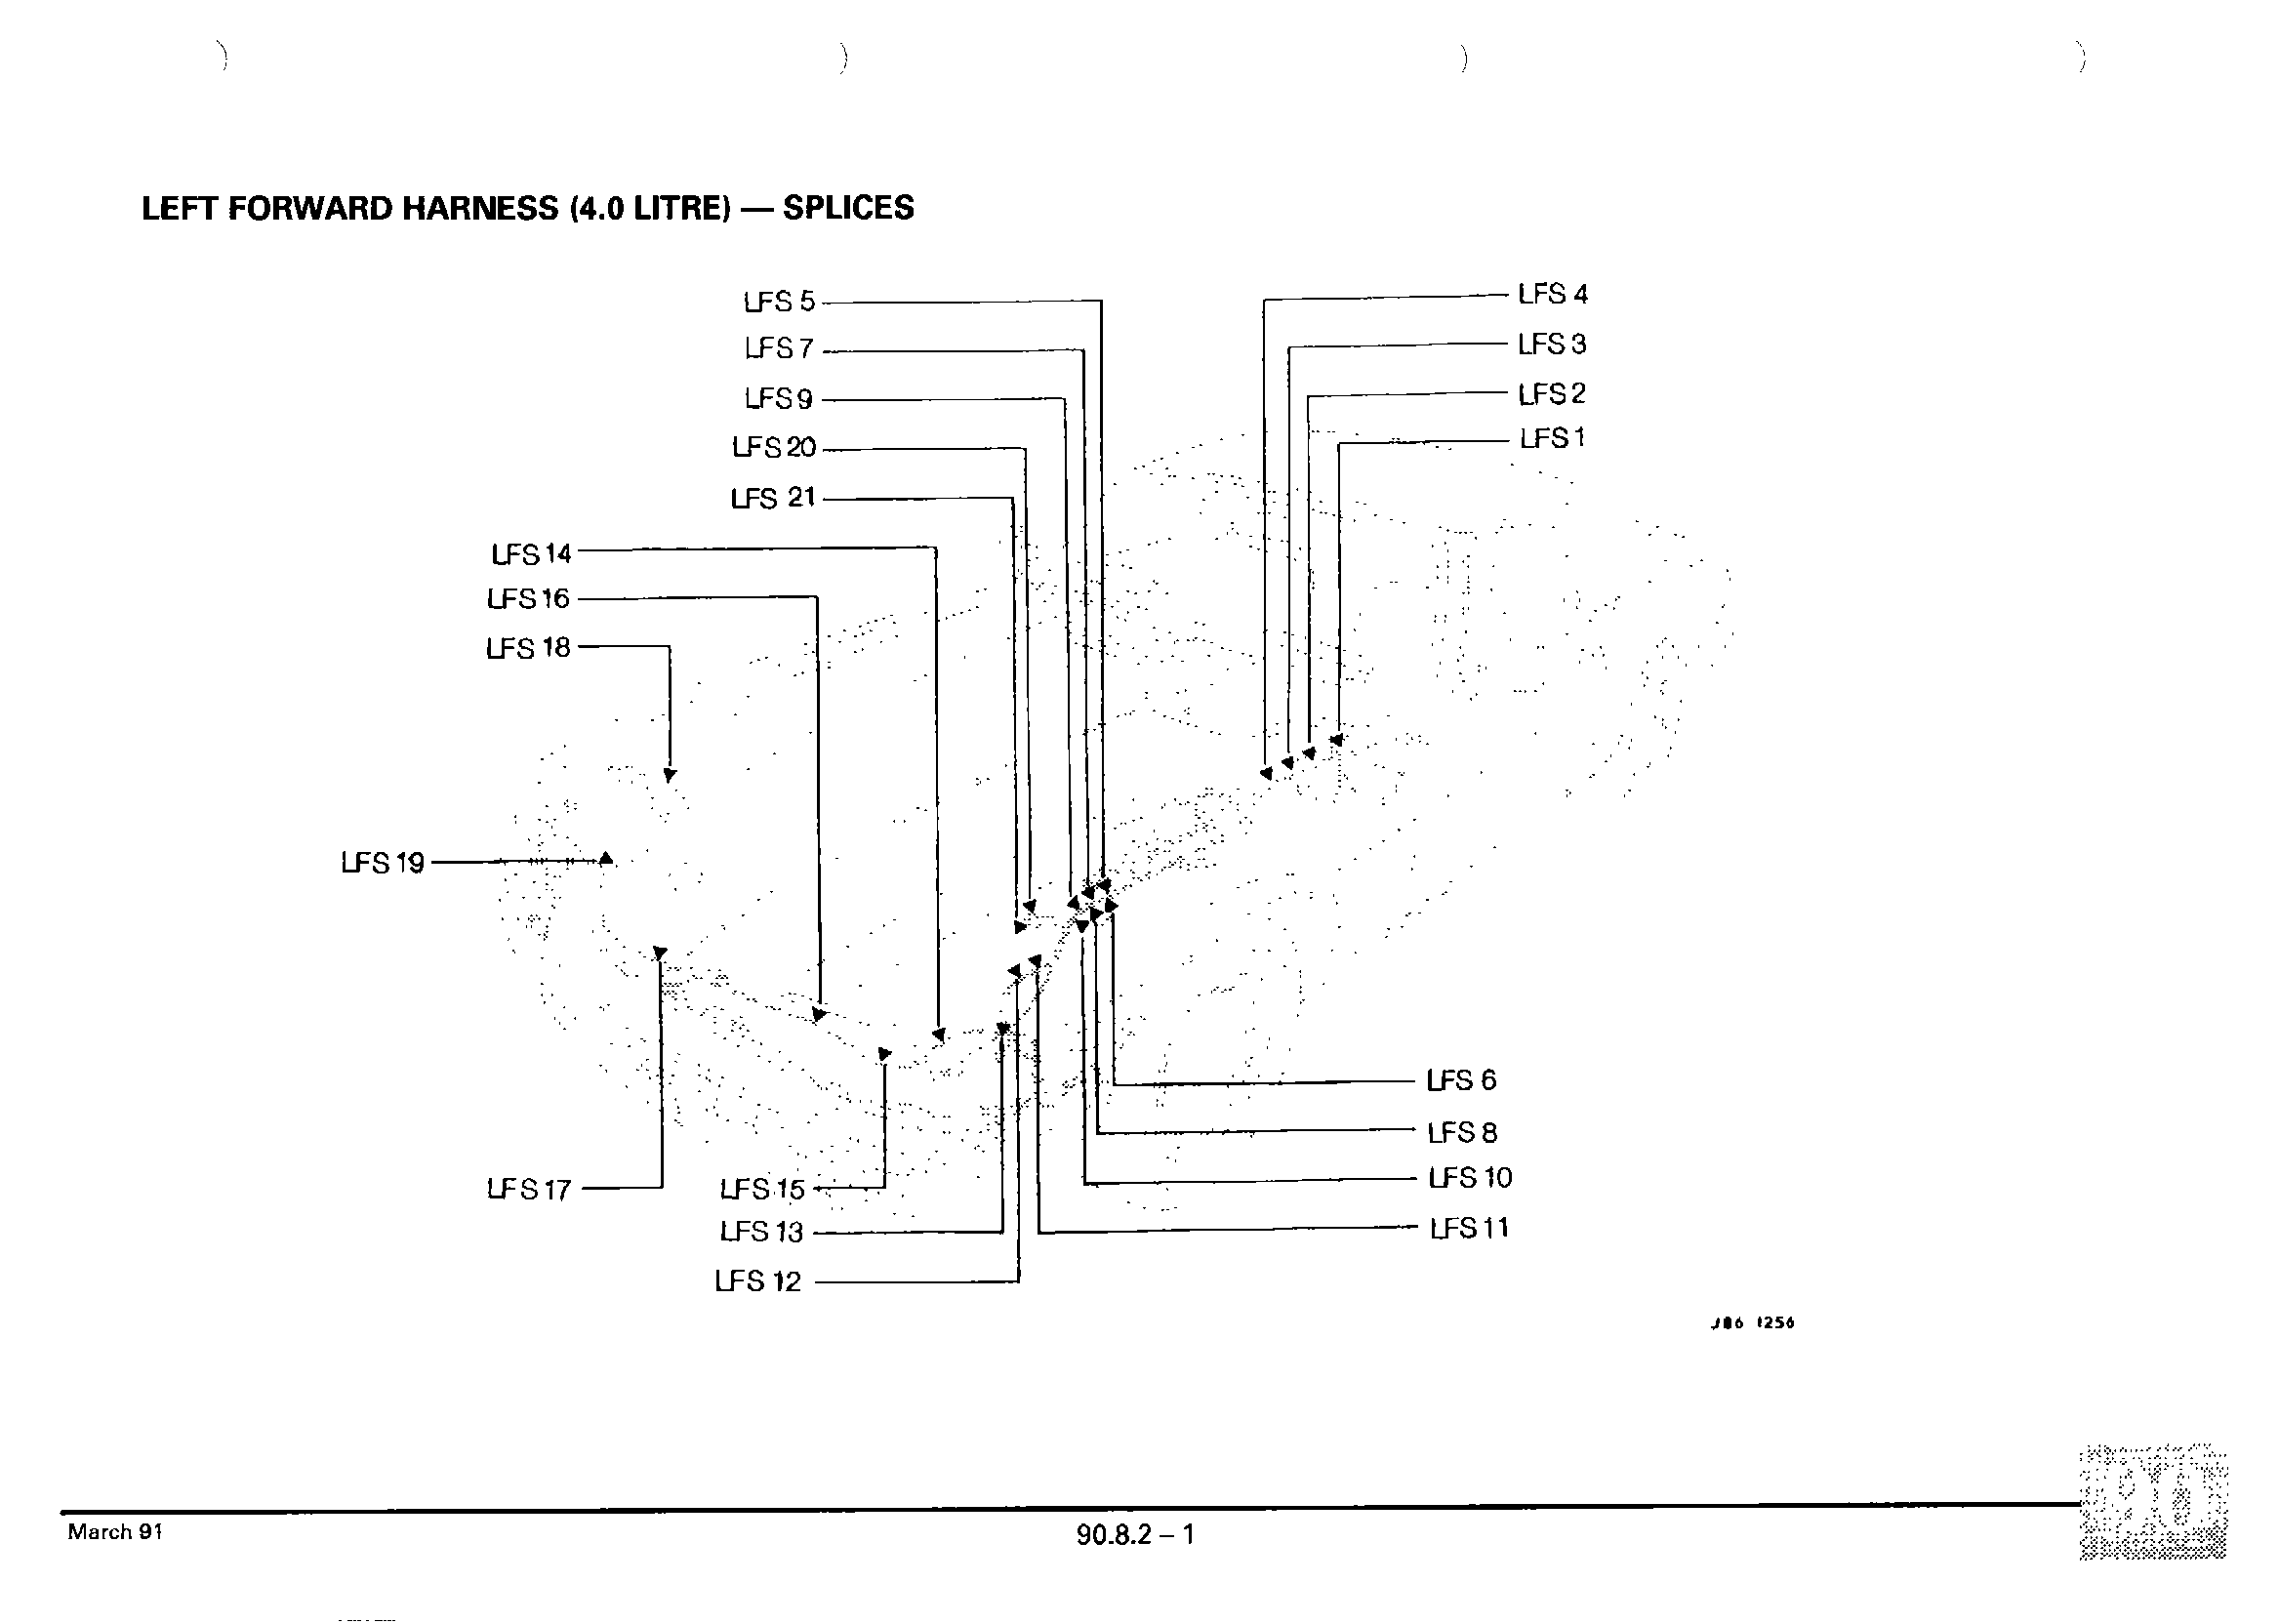 LEFT FORWARD HARNESS (4.0 LITRE) — SPLICES
LFS 5
LFS 4
LFS 7
LFS 3
LFS 9
LFS 2
LFS 20
LFS 1
LFS 21
LFS 14
LFS 16
LFS 18
LFS 19
LFS 6
LFS 8
LFS 17
LFS 15
LFS 10
LFS 13
LFS 11
LFS 12
J86 1256
March 91
90.8.2 – 1
90